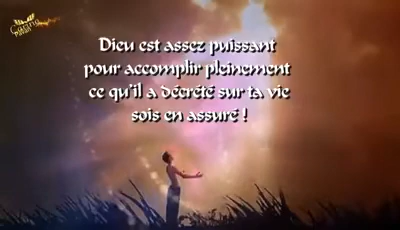 Dieu est assez puissant
pour accomplir pleinement
ce qu'il a décrété sur ta vie
sois en assuré !